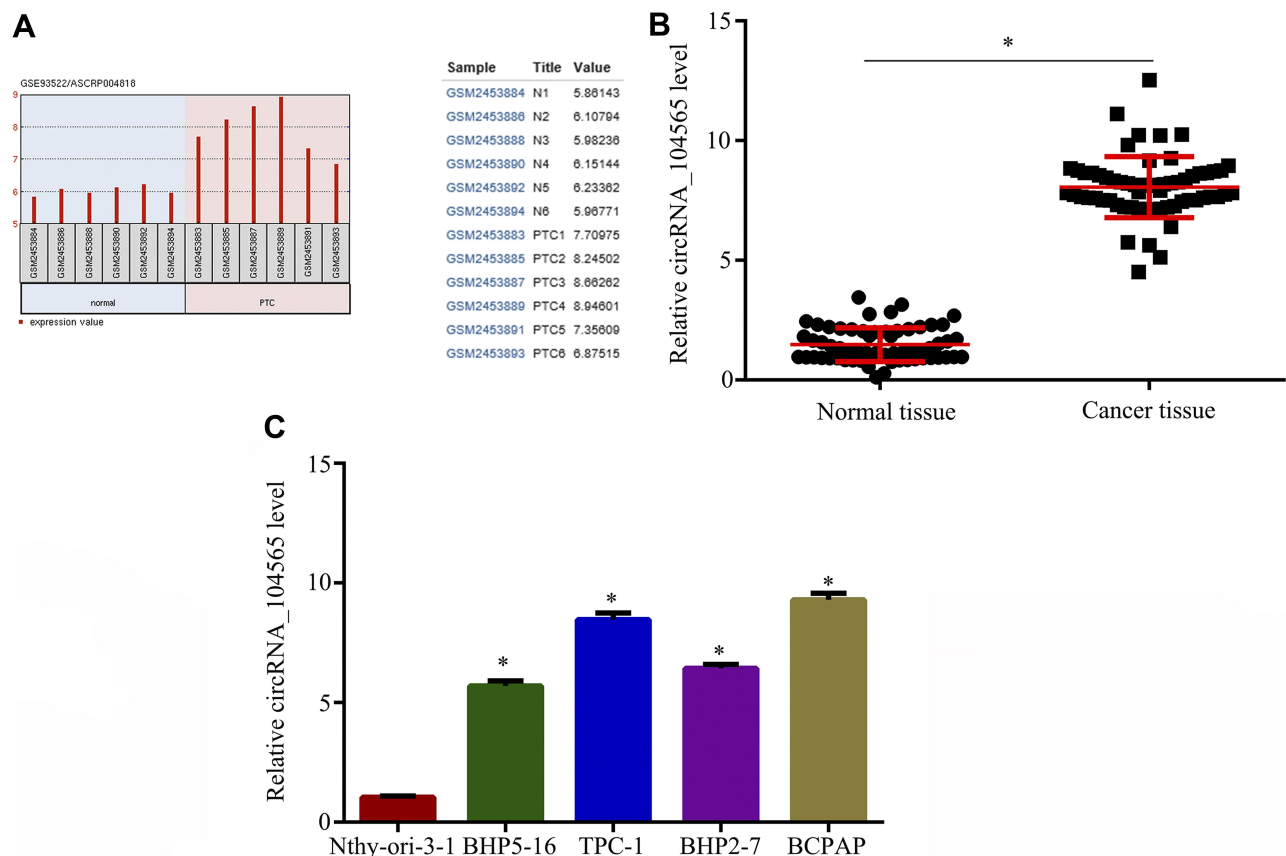 A
GSE93522/ASCRP004818
9
8
7
6
5
GSM2453884
GSM2453886
GSM2453888
GSM2453890
GSM2453892
GSM2453894
GSM2453883
GSM2453885
GSM2453887
GSM2453889
GSM2453891
GSM2453893
normal PTC
expression value
Sample Title Value
GSM2453884 N1 5.86143
GSM2453886 N2 6.10794
GSM2453888 N3 5.98236
GSM2453890 N4 6.15144
GSM2453892 N5 6.23362
GSM2453894 N6 5.96771
GSM2453883 PTC1 7.70975
GSM2453885 PTC2 8.24502
GSM2453887 PTC3 8.66262
GSM2453889 PTC4 8.94601
GSM2453891 PTC5 7.35609
GSM2453893 PTC6 6.87515
B
Relative circRNA_104565 level
15
10
5
0
*
Normal tissue Cancer tissue
C
Relative circRNA_104565 level
15
10
5
0
* * * *
Nthy-ori-3-1 BHP5-16 TPC-1 BHP2-7 BCPAP